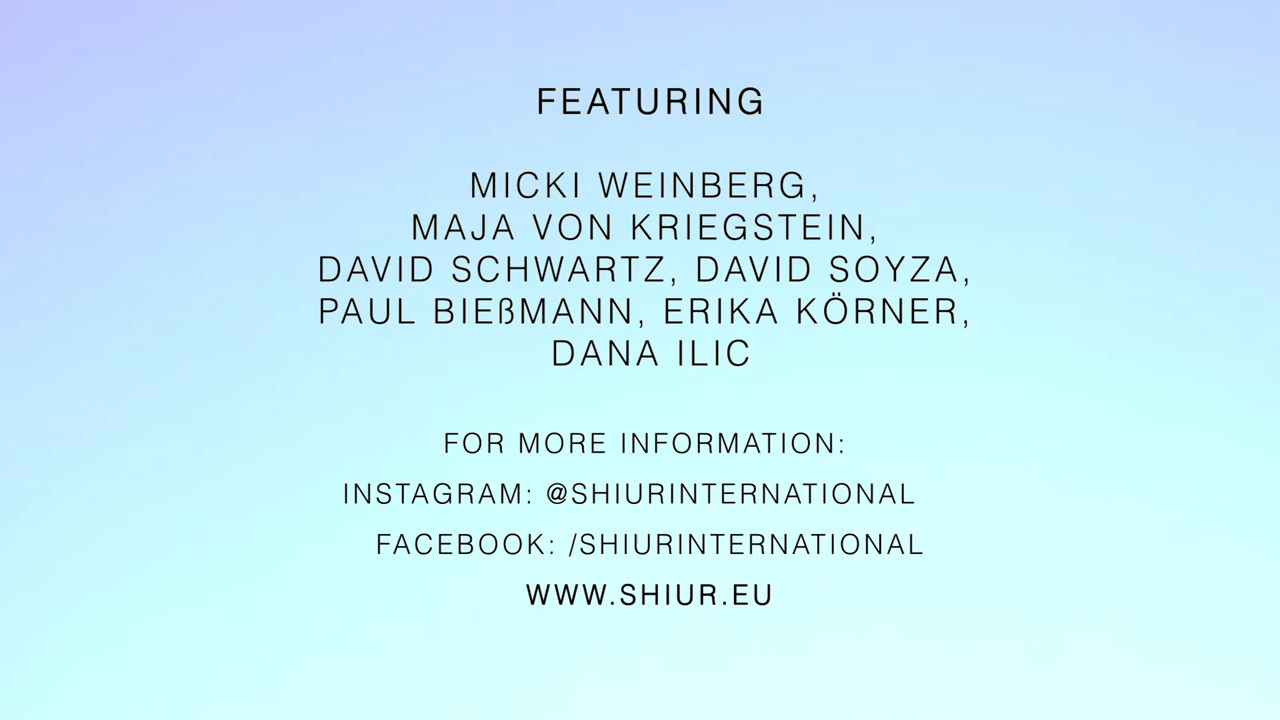 FEATURING
MICKI WEINBERG,
MAJA VON KRIEGSTEIN,
DAVID SCHWARTZ, DAVID SOYZA,
PAUL BIEßMANN, ERIKA KÖRNER,
DANA ILIC
FOR MORE INFORMATION:
INSTAGRAM: @SHIURINTERNATIONAL
FACEBOOK: /SHIURINTERNATIONAL
WWW.SHIUR.EU